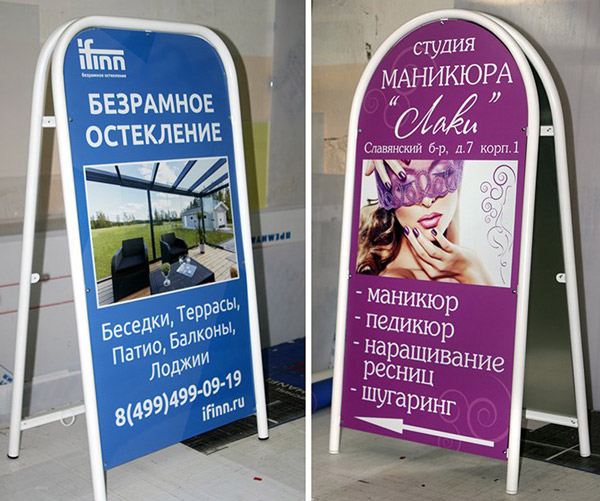 ifinn
безрамное остекление
БЕЗРАМНОЕ
ОСТЕКЛЕНИЕ
Беседки, Террасы,
Патио, Балконы,
Лоджии
8(499)499-09-19
ifinn.ru
СТУДИЯ
МАНИКЮРА
"Лаки"
Славянский б-р, д.7 корп.1
- маникюр
- педикюр
- наращивание
ресниц
- шугаринг